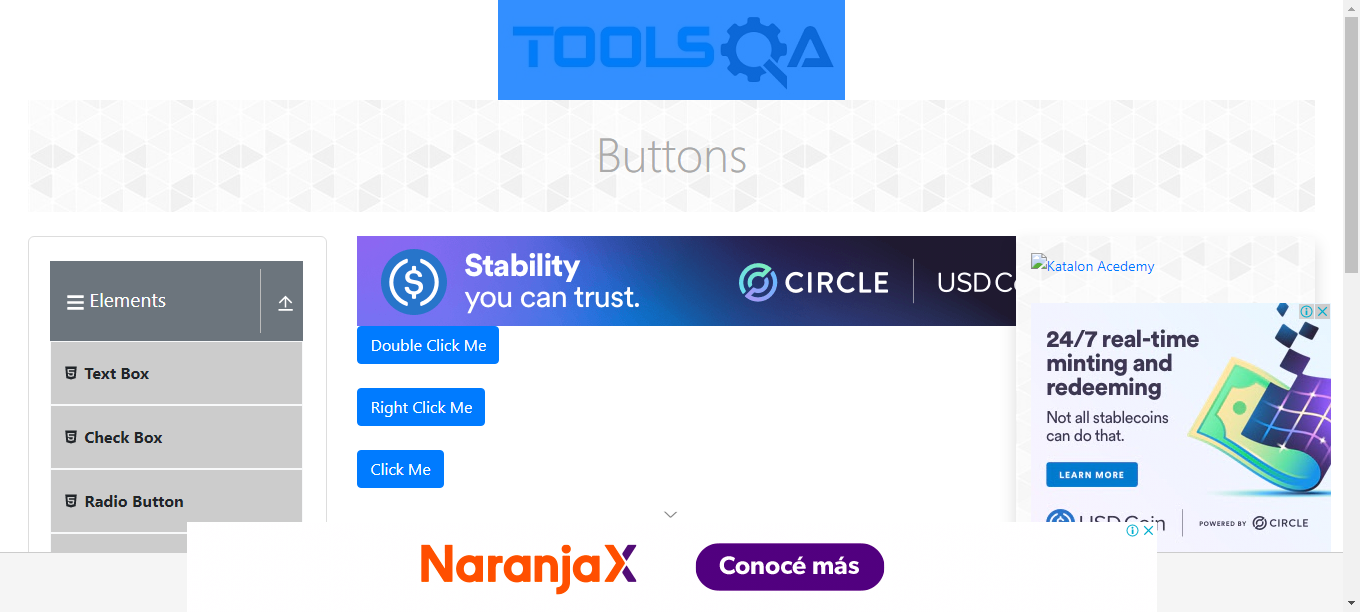 TOOLSQA
Buttons
Elements
Text Box
Check Box
Radio Button
Stability
you can trust.
CIRCLE
USD Co
Double Click Me
Right Click Me
Click Me
Katalon Acedemy
24/7 real-time
minting and
redeeming
Not all stablecoins
can do that.
LEARN MORE
USD Coin
POWERED BY CIRCLE
NaranjaX
Conocé más